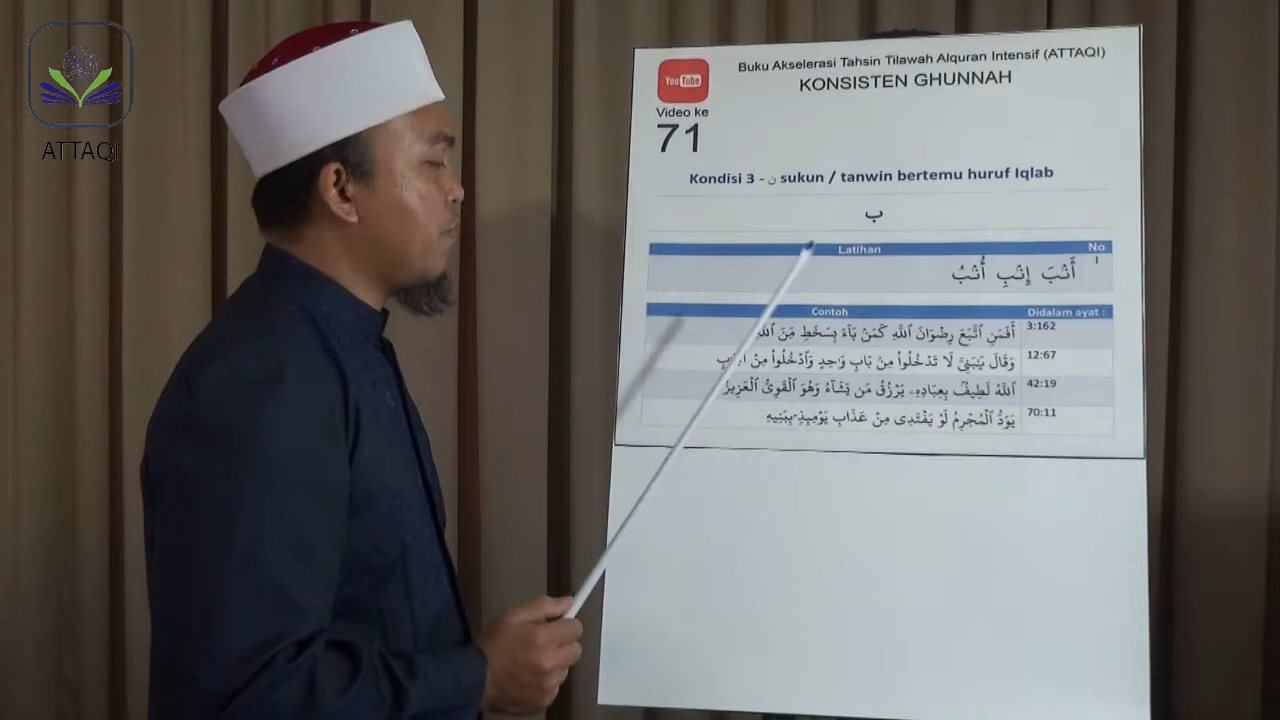 ATTAQI
Buku Akselerasi Tahsin Tilawah Alquran Intensif (ATTAQI)
KONSISTEN GHUNNAH
YouTube
Video ke
71
Kondisi 3 - ن sukun / tanwin bertemu huruf Iqlab
ب
Latihan No
أَنۢبَ إِنۢبِ أُنۢبُ ١
Contoh Didalam ayat :
أَفَمَنِ ٱتَّبَعَ رِضْوَانَ ٱللَّهِ كَمَنۢ بَآءَ بِسَخَطٍ مِّنَ ٱللَّهِ 3:162
وَقَالَ يَٰبَنِىَّ لَا تَدْخُلُوا۟ مِنۢ بَابٍ وَٰحِدٍ وَٱدْخُلُوا۟ مِنْ 12:67
ٱللَّهُ لَطِيفٌۢ بِعِبَادِهِۦ يَرْزُقُ مَن يَشَآءُ وَهُوَ ٱلْقَوِىُّ ٱلْعَزِيزُ 42:19
يَوَدُّ ٱلْمُجْرِمُ لَوْ يَفْتَدِى مِنْ عَذَابِ يَوْمِئِذٍۭ بِبَنِيهِ 70:11